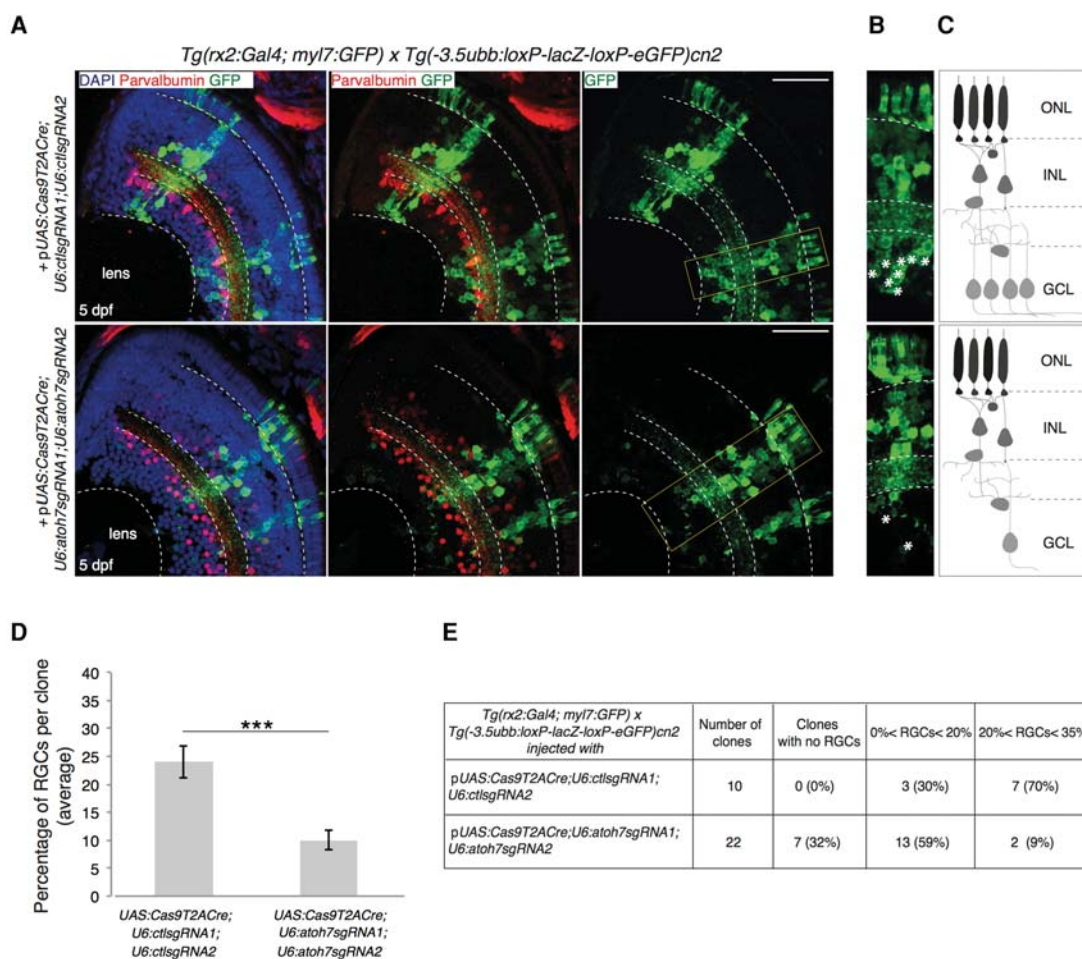 A
B
C
Tg(rx2:Gal4; myl7:GFP) x Tg(-3.5ubb:loxP-lacZ-loxP-eGFP)cn2
+ pUAS:Cas9T2ACre;
U6:ctlsgRNA1;U6:ctlsgRNA2
DAPI Parvalbumin GFP
Parvalbumin GFP
GFP
lens
5 dpf
* * * * * * * *
ONL
INL
GCL
+ pUAS:Cas9T2ACre;
U6:atoh7sgRNA1;U6:atoh7sgRNA2
lens
5 dpf
*
*
ONL
INL
GCL
D
Percentage of RGCs per clone
(average)
40
35
30
25
20
15
10
5
0
***
UAS:Cas9T2ACre;
U6:ctlsgRNA1;
U6:ctlsgRNA2
UAS:Cas9T2ACre;
U6:atoh7sgRNA1;
U6:atoh7sgRNA2
E
Tg(rx2:Gal4; myl7:GFP) x
Tg(-3.5ubb:loxP-lacZ-loxP-eGFP)cn2
injected with
Number of
clones
Clones
with no RGCs
0%< RGCs< 20%
20%< RGCs< 35%
pUAS:Cas9T2ACre;U6:ctlsgRNA1;
U6:ctlsgRNA2
10
0 (0%)
3 (30%)
7 (70%)
pUAS:Cas9T2ACre;U6:atoh7sgRNA1;
U6:atoh7sgRNA2
22
7 (32%)
13 (59%)
2 (9%)